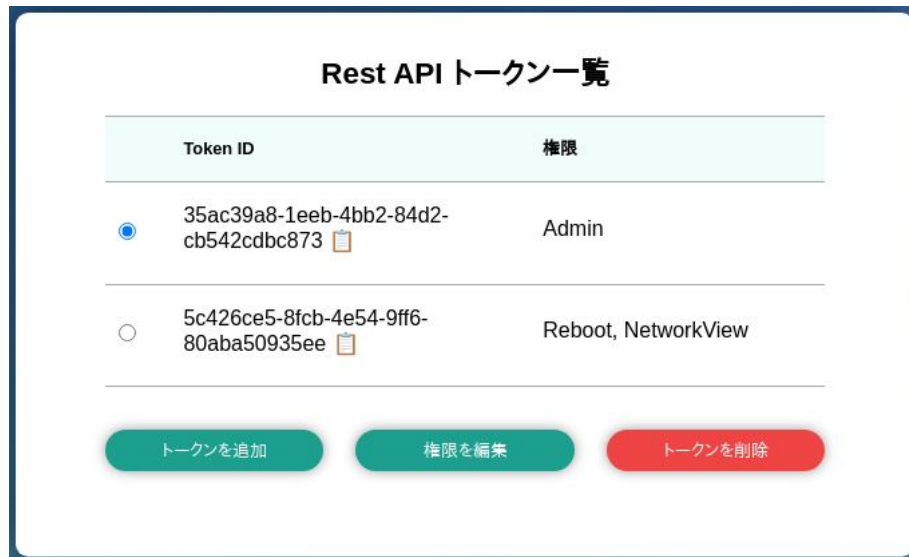 Rest API トークン一覧
Token ID 権限
35ac39a8-1eeb-4bb2-84d2-
cb542cdbc873 📋
Admin
5c426ce5-8fcb-4e54-9ff6-
80aba50935ee 📋
Reboot, NetworkView
トークンを追加 権限を編集 トークンを削除